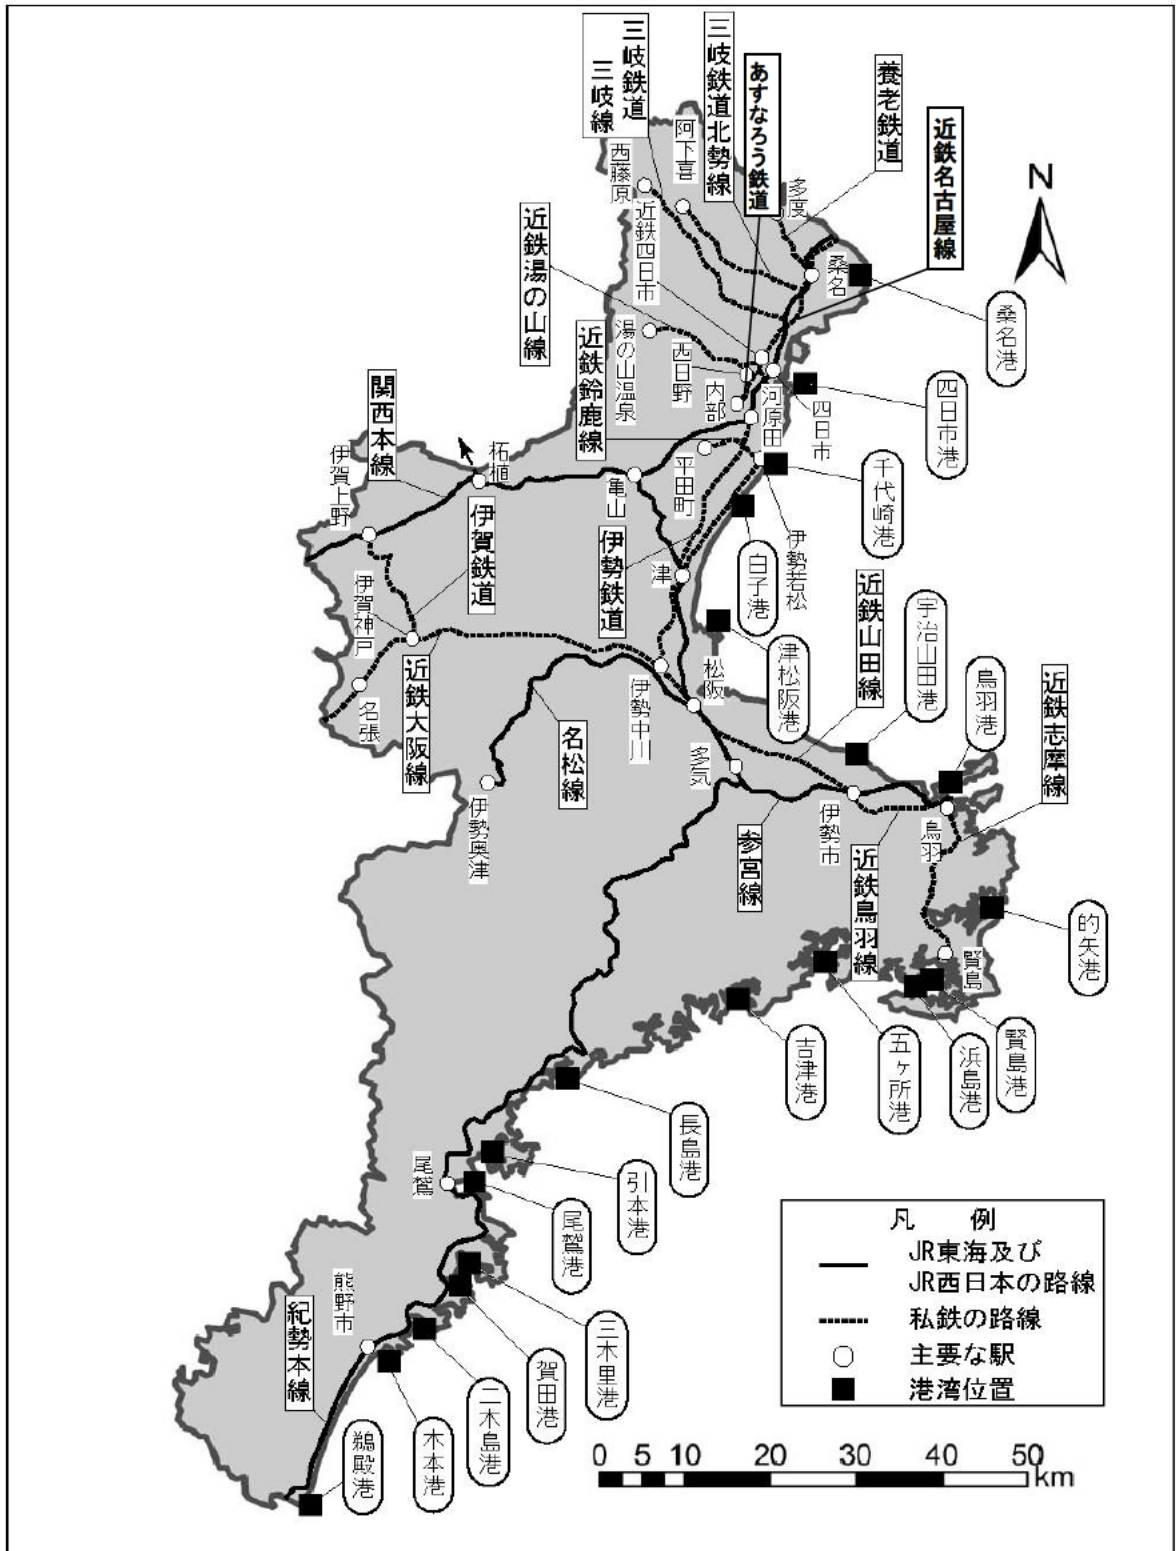 三岐鉄道
三岐線
三岐鉄道北勢線
あすなろう鉄道
養老鉄道
近鉄名古屋線
阿下喜
西藤原
多度
近鉄四日市
桑名
N
近鉄湯の山線
近鉄鈴鹿線
湯の山温泉
西日野
内部
河原田
四日市
桑名港
四日市港
関西本線
伊賀上野
柘植
亀山
平田町
千代崎港
伊勢若松
白子港
伊賀鉄道
伊勢鉄道
津
伊賀神戸
近鉄山田線
宇治山田港
津松阪港
鳥羽港
近鉄志摩線
名張
近鉄大阪線
伊勢中川
松阪
名松線
多気
伊勢奥津
参宮線
伊勢市
近鉄鳥羽線
鳥羽
賢島
的矢港
吉津港
五ヶ所港
浜島港
賢島港
長島港
引本港
尾鷲
尾鷲港
三木里港
賀田港
二木島港
木本港
熊野市
紀勢本線
鵜殿港
凡 例
JR東海及び
JR西日本の路線
私鉄の路線
主要な駅
港湾位置
0 5 10 20 30 40 50
km